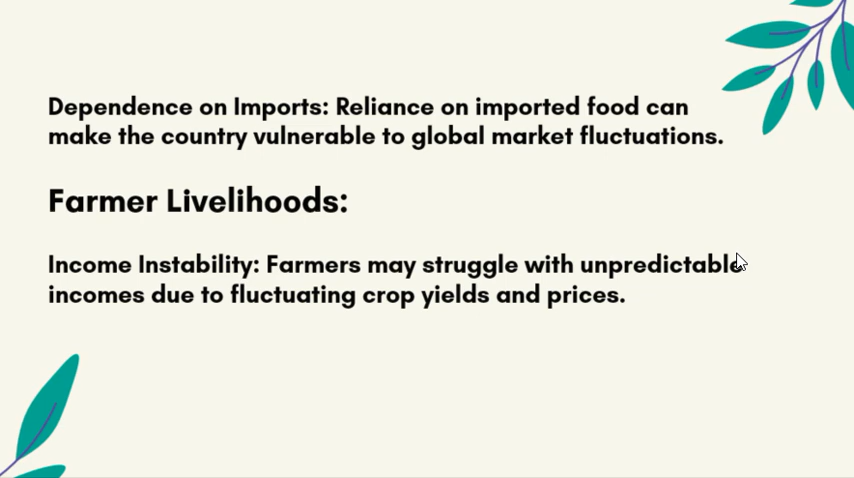 Dependence on Imports: Reliance on imported food can
make the country vulnerable to global market fluctuations.
Farmer Livelihoods:
Income Instability: Farmers may struggle with unpredictable
incomes due to fluctuating crop yields and prices.